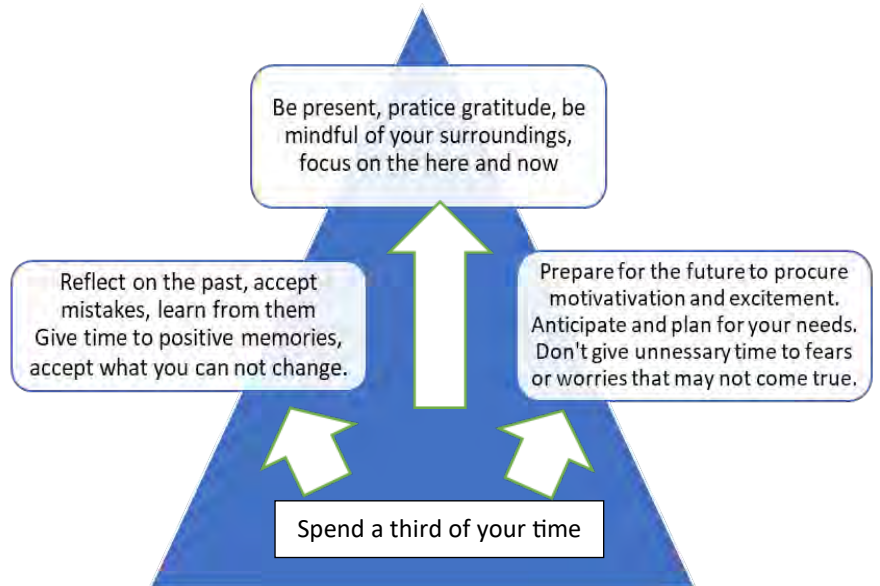 Be present, pratice gratitude, be
mindful of your surroundings,
focus on the here and now
Reflect on the past, accept
mistakes, learn from them
Give time to positive memories,
accept what you can not change.
Prepare for the future to procure
motivativation and excitement.
Anticipate and plan for your needs.
Don't give unnessary time to fears
or worries that may not come true.
Spend a third of your time